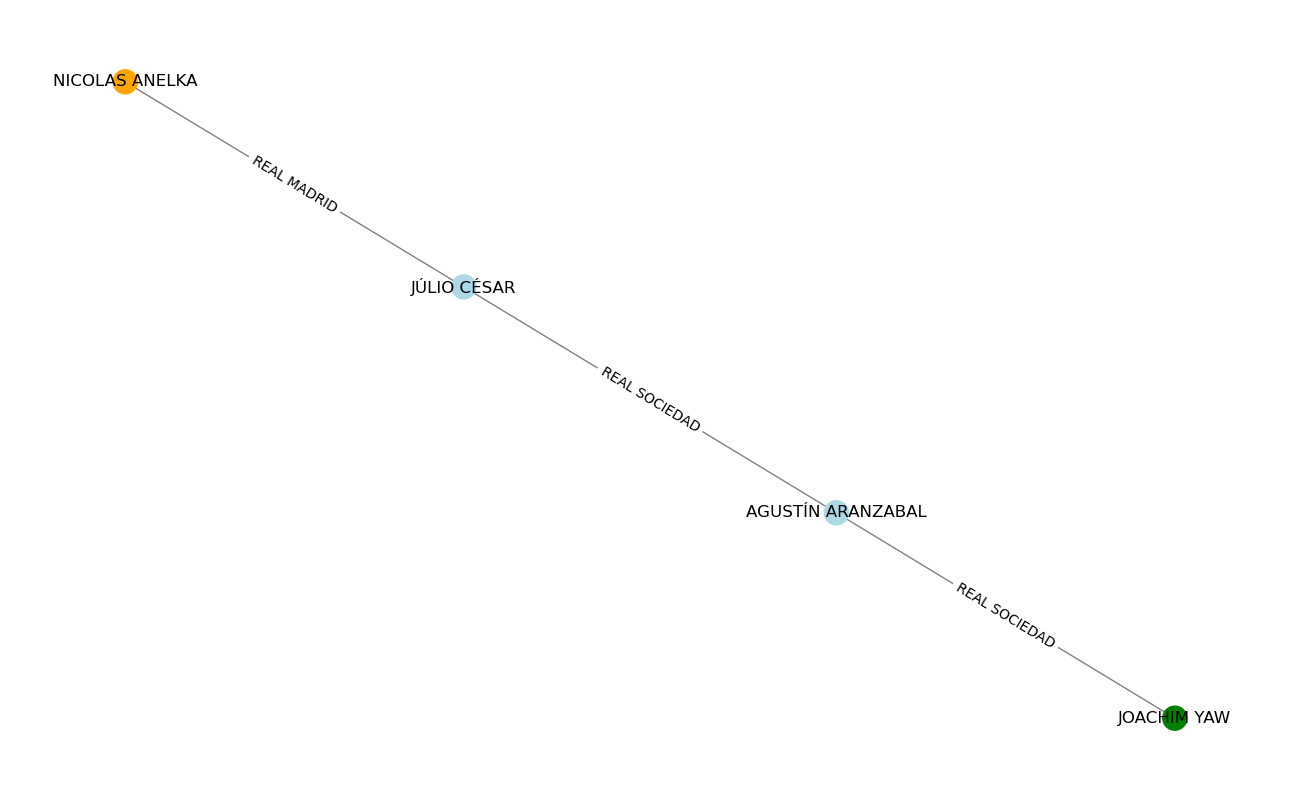 NICOLAS ANELKA
REAL MADRID
JÚLIO CÉSAR
REAL SOCIEDAD
AGUSTÍN ARANZABAL
REAL SOCIEDAD
JOACHIM YAW